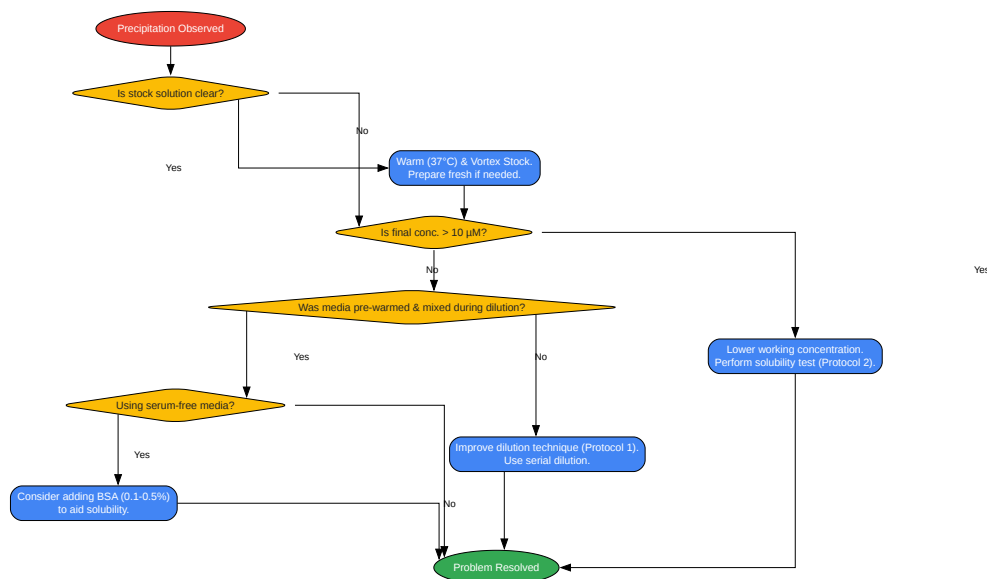 Precipitation Observed
Is stock solution clear?
No
Yes
Warm (37°C) & Vortex Stock.
Prepare fresh if needed.
Is final conc. > 10 µM?
No
Yes
Was media pre-warmed & mixed during dilution?
Yes
No
Lower working concentration.
Perform solubility test (Protocol 2).
Using serum-free media?
Yes
Improve dilution technique (Protocol 1).
Use serial dilution.
Consider adding BSA (0.1-0.5%)
to aid solubility.
No
Problem Resolved